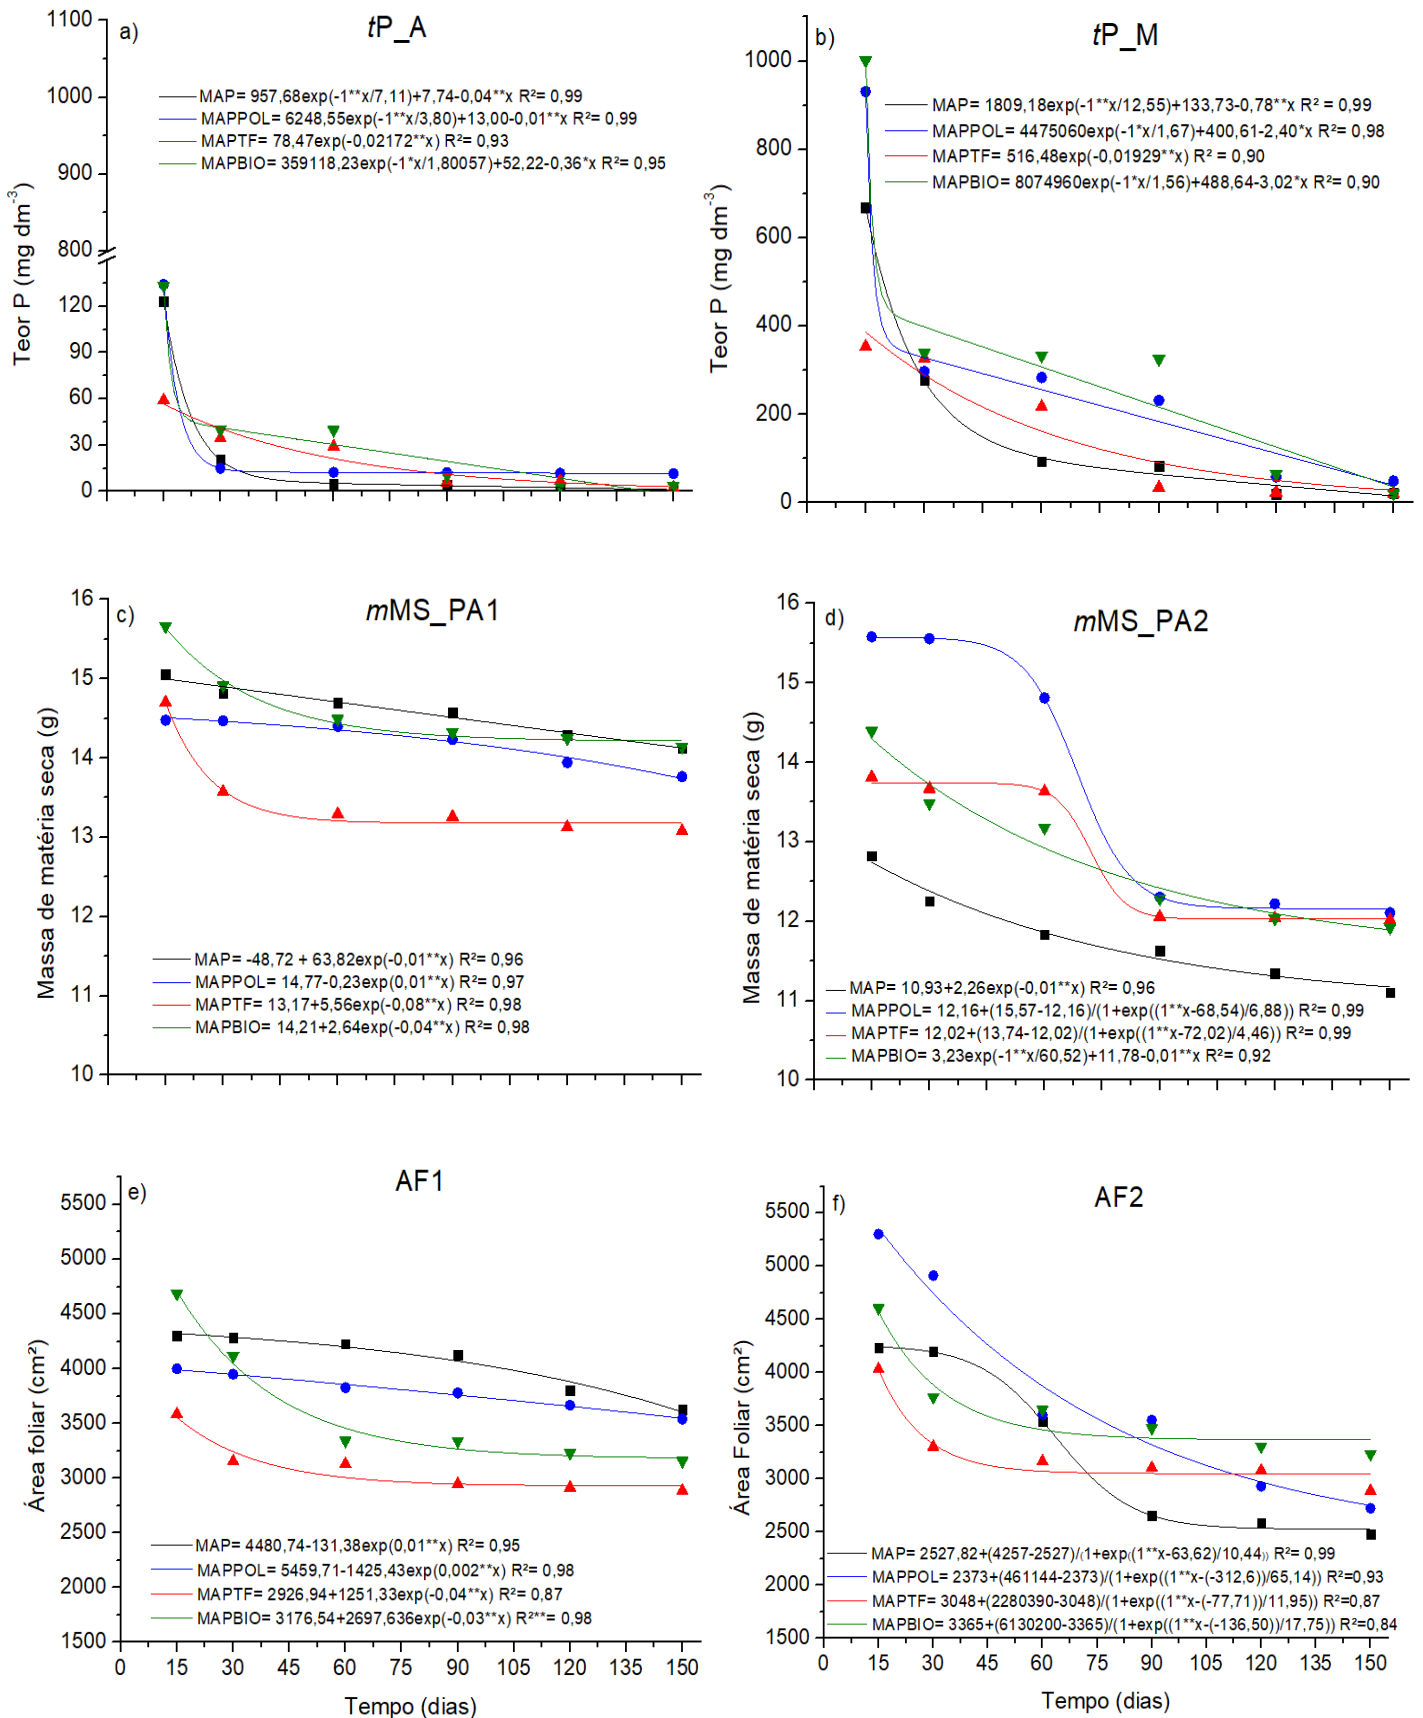 a)
tP_A
1100
1000
900
800
120
90
60
30
0
Teor P (mg dm-3)
MAP= 957,68exp(-1**x/7,11)+7,74-0,04**x R²= 0,99
MAPPOL= 6248,55exp(-1**x/3,80)+13,00-0,01**x R²= 0,99
MAPTF= 78,47exp(-0,02172**x) R²= 0,93
MAPBIO= 359118,23exp(-1*x/1,80057)+52,22-0,36*x R²= 0,95
b)
tP_M
1000
800
600
400
200
0
Teor P (mg dm-3)
MAP= 1809,18exp(-1**x/12,55)+133,73-0,78**x R² = 0,99
MAPPOL= 4475060exp(-1*x/1,67)+400,61-2,40*x R²= 0,98
MAPTF= 516,48exp(-0,01929**x) R² = 0,90
MAPBIO= 8074960exp(-1*x/1,56)+488,64-3,02*x R²= 0,90
c)
mMS_PA1
16
15
14
13
12
11
10
Massa de matéria seca (g)
MAP= -48,72 + 63,82exp(-0,01**x) R²= 0,96
MAPPOL= 14,77-0,23exp(0,01**x) R²= 0,97
MAPTF= 13,17+5,56exp(-0,08**x) R²= 0,98
MAPBIO= 14,21+2,64exp(-0,04**x) R²= 0,98
d)
mMS_PA2
16
15
14
13
12
11
10
Massa de matéria seca (g)
MAP= 10,93+2,26exp(-0,01**x) R²= 0,96
MAPPOL= 12,16+(15,57-12,16)/(1+exp((1**x-68,54)/6,88)) R²= 0,99
MAPTF= 12,02+(13,74-12,02)/(1+exp((1**x-72,02)/4,46)) R²= 0,99
MAPBIO= 3,23exp(-1**x/60,52)+11,78-0,01**x R²= 0,92
e)
AF1
5500
5000
4500
4000
3500
3000
2500
2000
1500
Área foliar (cm²)
MAP= 4480,74-131,38exp(0,01**x) R²= 0,95
MAPPOL= 5459,71-1425,43exp(0,002**x) R²= 0,98
MAPTF= 2926,94+1251,33exp(-0,04**x) R²= 0,87
MAPBIO= 3176,54+2697,636exp(-0,03**x) R²**= 0,98
0 15 30 45 60 75 90 105 120 135 150
Tempo (dias)
f)
AF2
5500
5000
4500
4000
3500
3000
2500
2000
1500
Área Foliar (cm²)
MAP= 2527,82+(4257-2527)/(1+exp((1**x-63,62)/10,44)) R²= 0,99
MAPPOL= 2373+(461144-2373)/(1+exp((1**x-(-312,6))/65,14)) R²=0,93
MAPTF= 3048+(2280390-3048)/(1+exp((1**x-(-77,71))/11,95)) R²=0,87
MAPBIO= 3365+(6130200-3365)/(1+exp((1**x-(-136,50))/17,75)) R²=0,84
0 15 30 45 60 75 90 105 120 135 150
Tempo (dias)